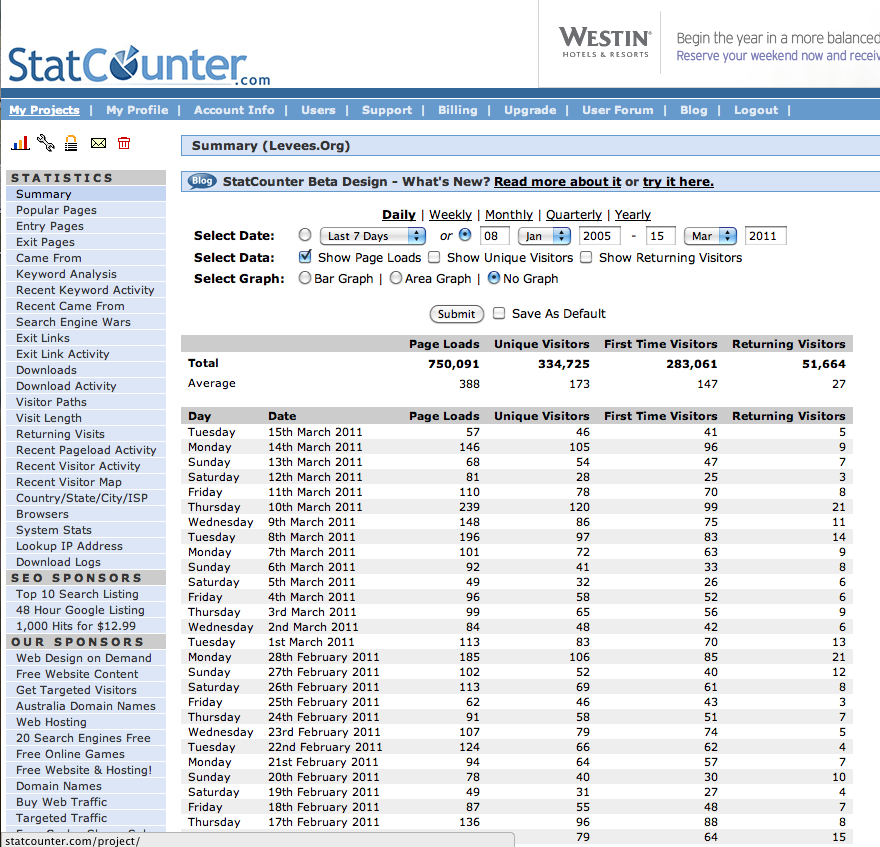 WESTIN®
HOTELS & RESORTS
Begin the year in a more balanced
Reserve your weekend now and receiv
StatCounter.com
My Projects | My Profile | Account Info | Users | Support | Billing | Upgrade | User Forum | Blog | Logout |
Summary (Levees.Org)
Blog StatCounter Beta Design - What's New? Read more about it or try it here.
STATISTICS
Summary
Popular Pages
Entry Pages
Exit Pages
Came From
Keyword Analysis
Recent Keyword Activity
Recent Came From
Search Engine Wars
Exit Links
Exit Link Activity
Downloads
Download Activity
Visitor Paths
Visit Length
Returning Visits
Recent Pageload Activity
Recent Visitor Activity
Recent Visitor Map
Country/State/City/ISP
Browsers
System Stats
Lookup IP Address
Download Logs
SEO SPONSORS
Top 10 Search Listing
48 Hour Google Listing
1,000 Hits for $12.99
OUR SPONSORS
Web Design on Demand
Free Website Content
Get Targeted Visitors
Australia Domain Names
Web Hosting
20 Search Engines Free
Free Online Games
Free Website & Hosting!
Domain Names
Buy Web Traffic
Targeted Traffic
statcounter.com/project/
Daily | Weekly | Monthly | Quarterly | Yearly
Select Date: Last 7 Days or 08 Jan 2005 - 15 Mar 2011
Select Data: Show Page Loads Show Unique Visitors Show Returning Visitors
Select Graph: Bar Graph | Area Graph | No Graph
Submit Save As Default
Page Loads Unique Visitors First Time Visitors Returning Visitors
Total 750,091 334,725 283,061 51,664
Average 388 173 147 27
Day Date Page Loads Unique Visitors First Time Visitors Returning Visitors
Tuesday 15th March 2011 57 46 41 5
Monday 14th March 2011 146 105 96 9
Sunday 13th March 2011 68 54 47 7
Saturday 12th March 2011 81 28 25 3
Friday 11th March 2011 110 78 70 8
Thursday 10th March 2011 239 120 99 21
Wednesday 9th March 2011 148 86 75 11
Tuesday 8th March 2011 196 97 83 14
Monday 7th March 2011 101 72 63 9
Sunday 6th March 2011 92 41 33 8
Saturday 5th March 2011 49 32 26 6
Friday 4th March 2011 96 58 52 6
Thursday 3rd March 2011 99 65 56 9
Wednesday 2nd March 2011 84 48 42 6
Tuesday 1st March 2011 113 83 70 13
Monday 28th February 2011 185 106 85 21
Sunday 27th February 2011 102 52 40 12
Saturday 26th February 2011 113 69 61 8
Friday 25th February 2011 62 46 43 3
Thursday 24th February 2011 91 58 51 7
Wednesday 23rd February 2011 107 79 74 5
Tuesday 22nd February 2011 124 66 62 4
Monday 21st February 2011 94 64 57 7
Sunday 20th February 2011 78 40 30 10
Saturday 19th February 2011 49 31 27 4
Friday 18th February 2011 87 55 48 7
Thursday 17th February 2011 136 96 88 8
79 64 15